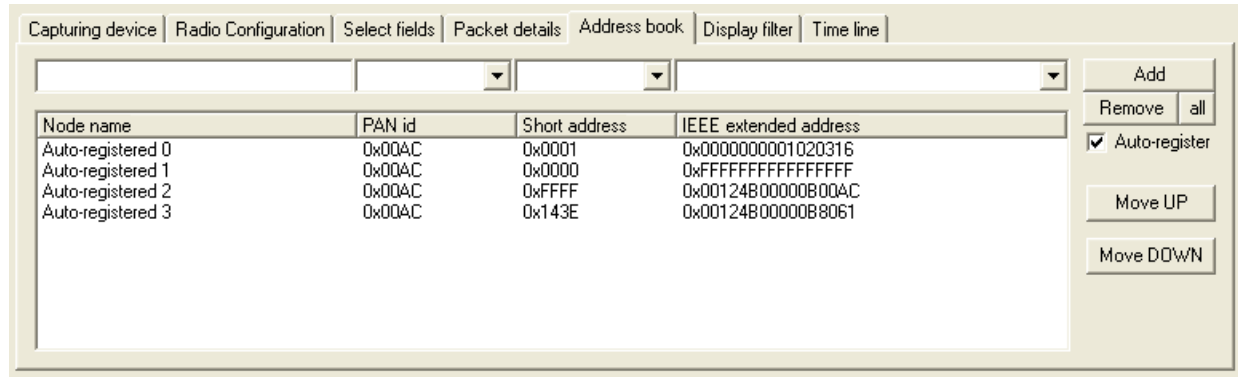 Capturing device Radio Configuration Select fields Packet details Address book Display filter Time line
Add
Remove all
Node name PAN id Short address IEEE extended address
Auto-register
Auto-registered 0 0x00AC 0x0001 0x0000000001020316
Auto-registered 1 0x00AC 0x0000 0xFFFFFFFFFFFFFFFF
Auto-registered 2 0x00AC 0xFFFF 0x00124B00000B00AC
Auto-registered 3 0x00AC 0x143E 0x00124B00000B8061
Move UP
Move DOWN